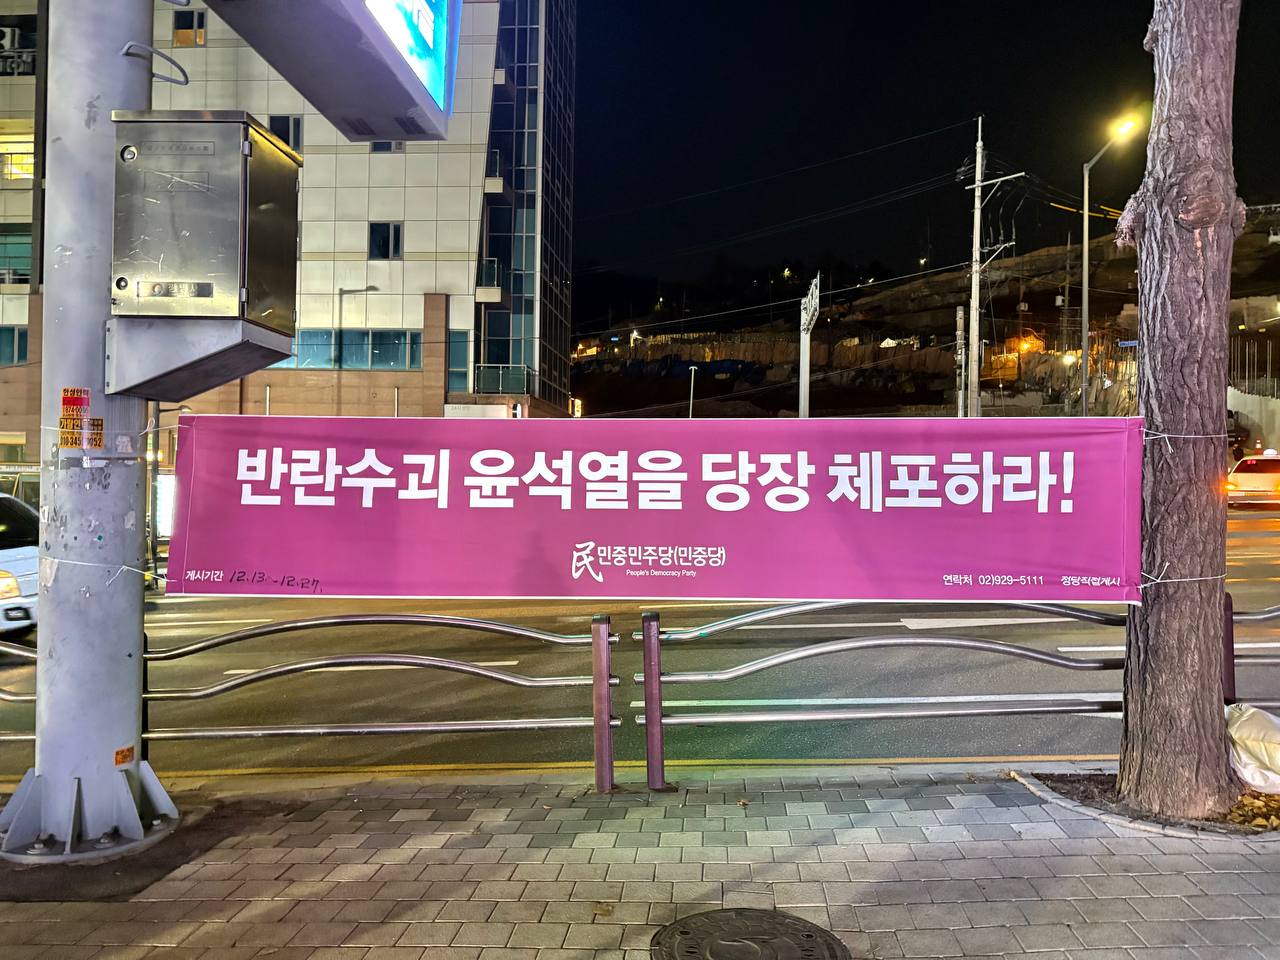 반란수괴 윤석열을 당장 체포하라!
民 민중민주당(민중당)
People's Democracy Party
게시기간 12.13~12.27.
연락처 02)929-5111 정당직접게시